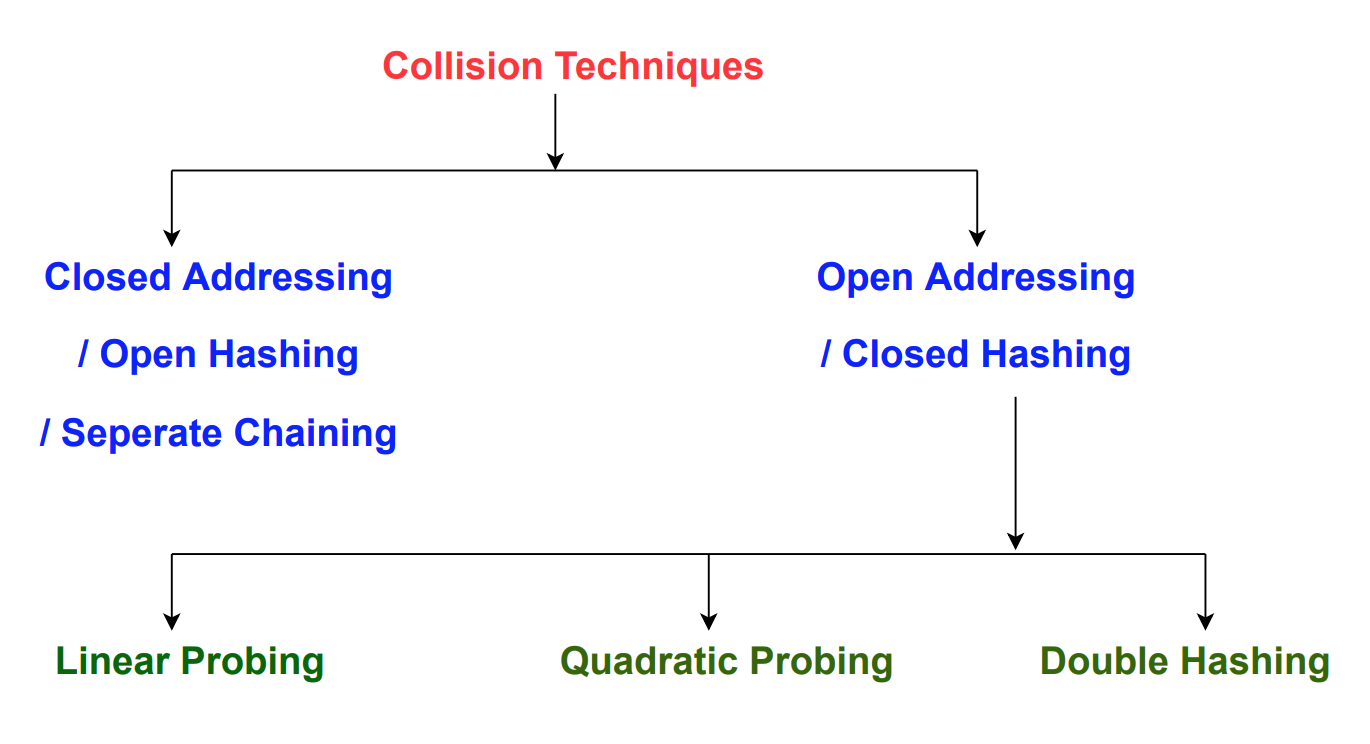 Collision Techniques
Closed Addressing
/ Open Hashing
/ Seperate Chaining
Open Addressing
/ Closed Hashing
Linear Probing
Quadratic Probing
Double Hashing